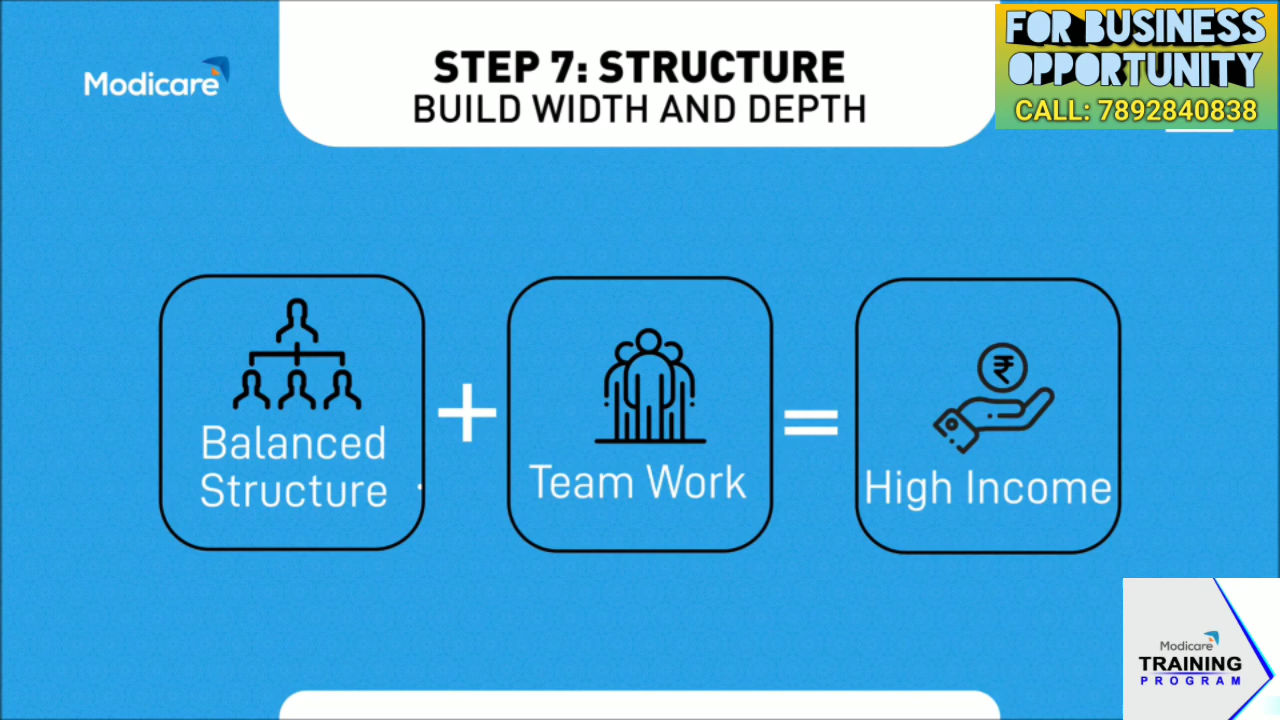 Modicare
STEP 7: STRUCTURE
BUILD WIDTH AND DEPTH
FOR BUSINESS
OPPORTUNITY
CALL: 7892840838
Balanced
Structure
+
Team Work
=
₹
High Income
Modicare
TRAINING
PROGRAM